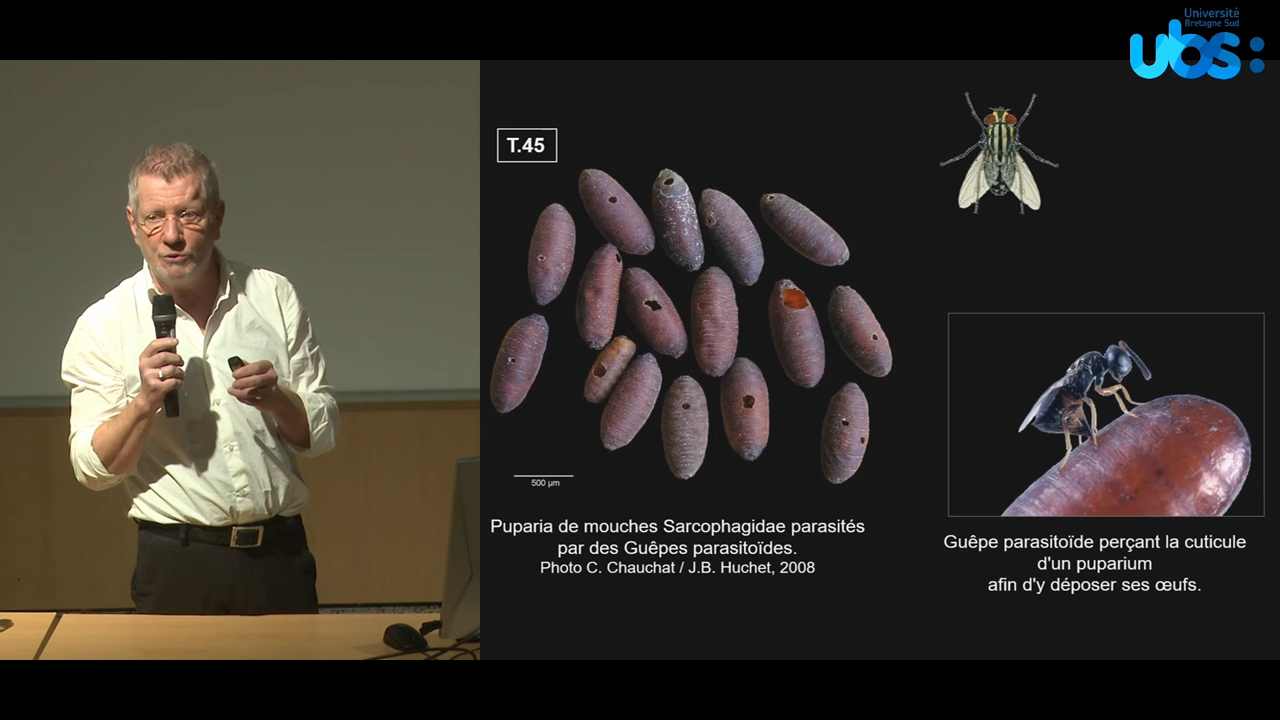 Université
Bretagne Sud
ubs:
T.45
500 µm
Puparia de mouches Sarcophagidae parasités
par des Guêpes parasitoïdes.
Photo C. Chauchat / J.B. Huchet, 2008
Guêpe parasitoïde perçant la cuticule
d'un puparium
afin d'y déposer ses œufs.